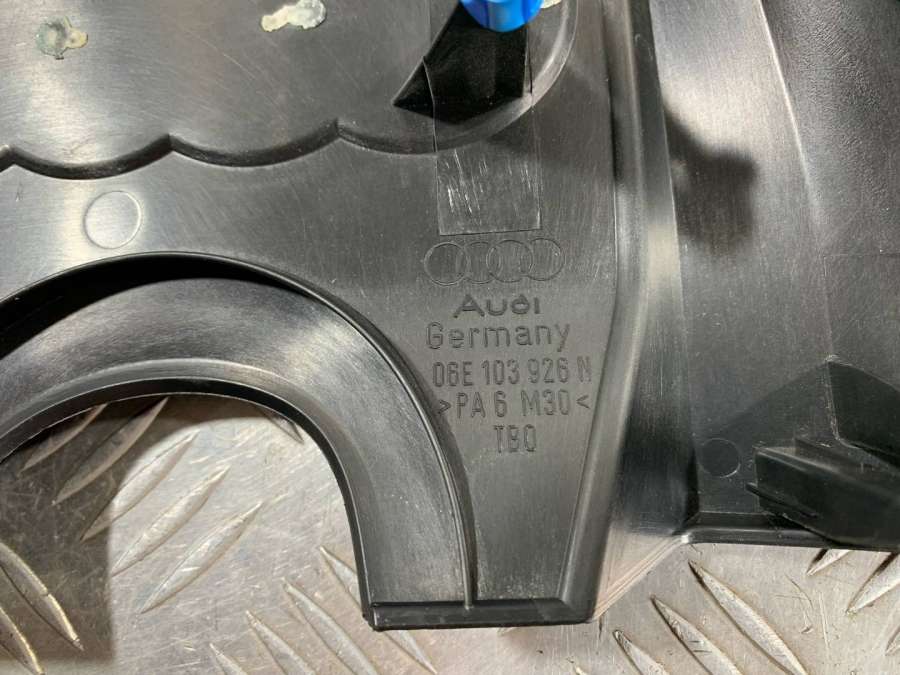 Audi
Germany
06E 103 926 N
>PA 6 M30<
TBO